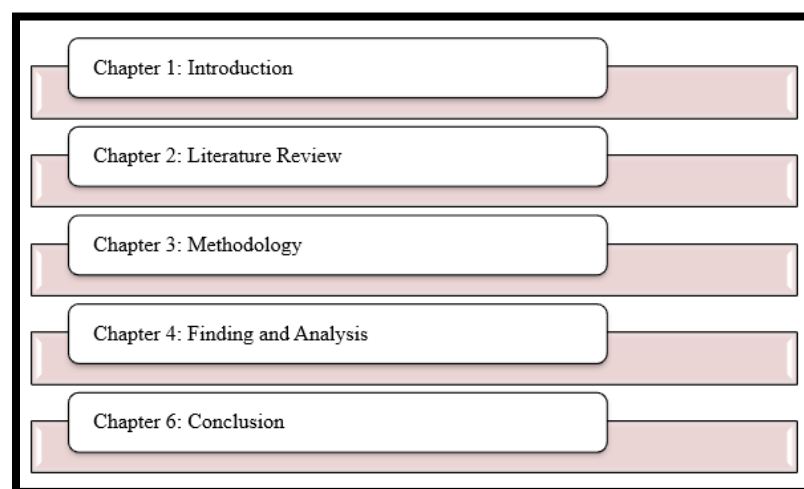 Chapter 1: Introduction
Chapter 2: Literature Review
Chapter 3: Methodology
Chapter 4: Finding and Analysis
Chapter 6: Conclusion